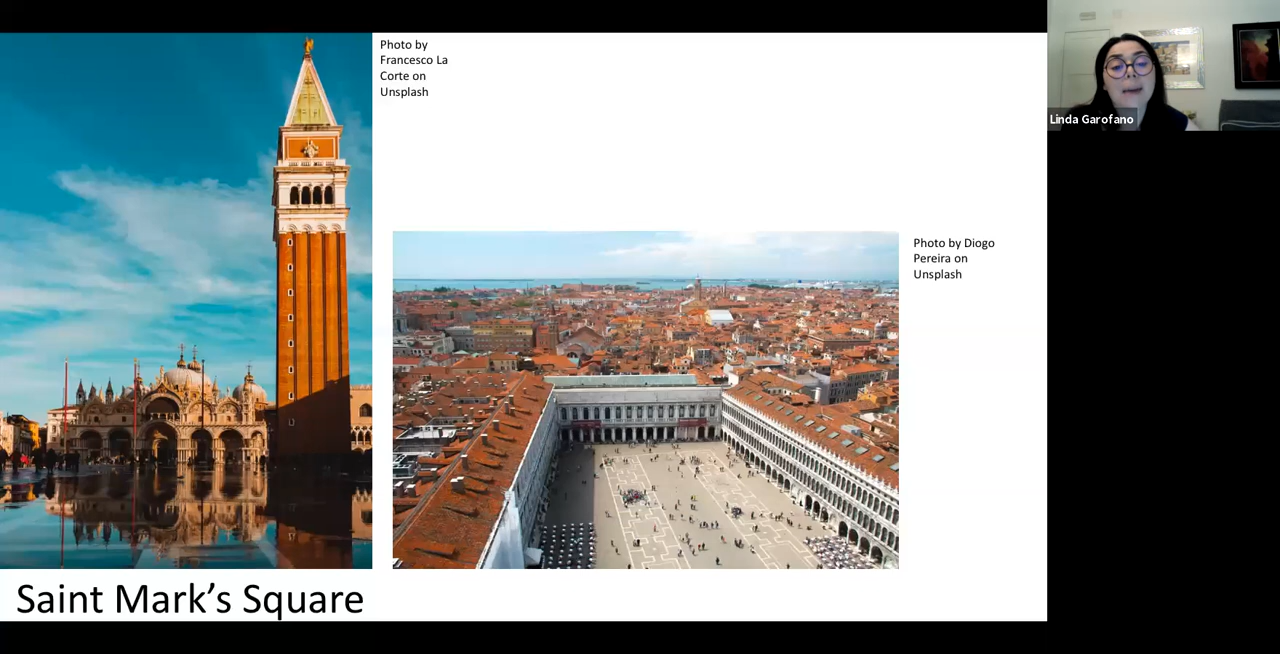 Photo by
Francesco La
Corte on
Unsplash
Linda Garofano
Photo by Diogo
Pereira on
Unsplash
Saint Mark's Square